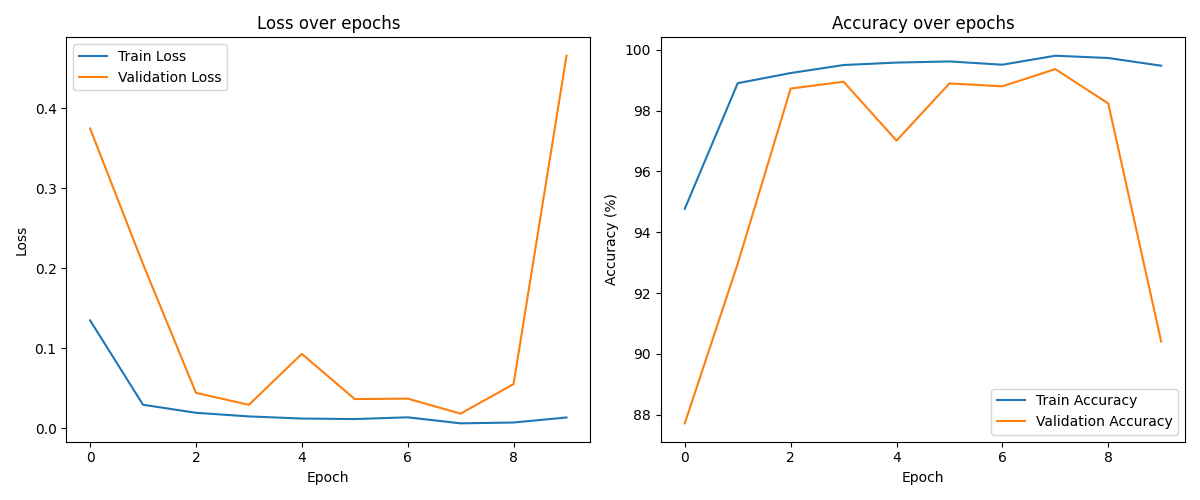 Loss over epochs
Train Loss
Validation Loss
0.4
0.3
0.2
0.1
0.0
Loss
0 2 4 6 8
Epoch
Accuracy over epochs
100
98
96
94
92
90
88
Accuracy (%)
Train Accuracy
Validation Accuracy
0 2 4 6 8
Epoch